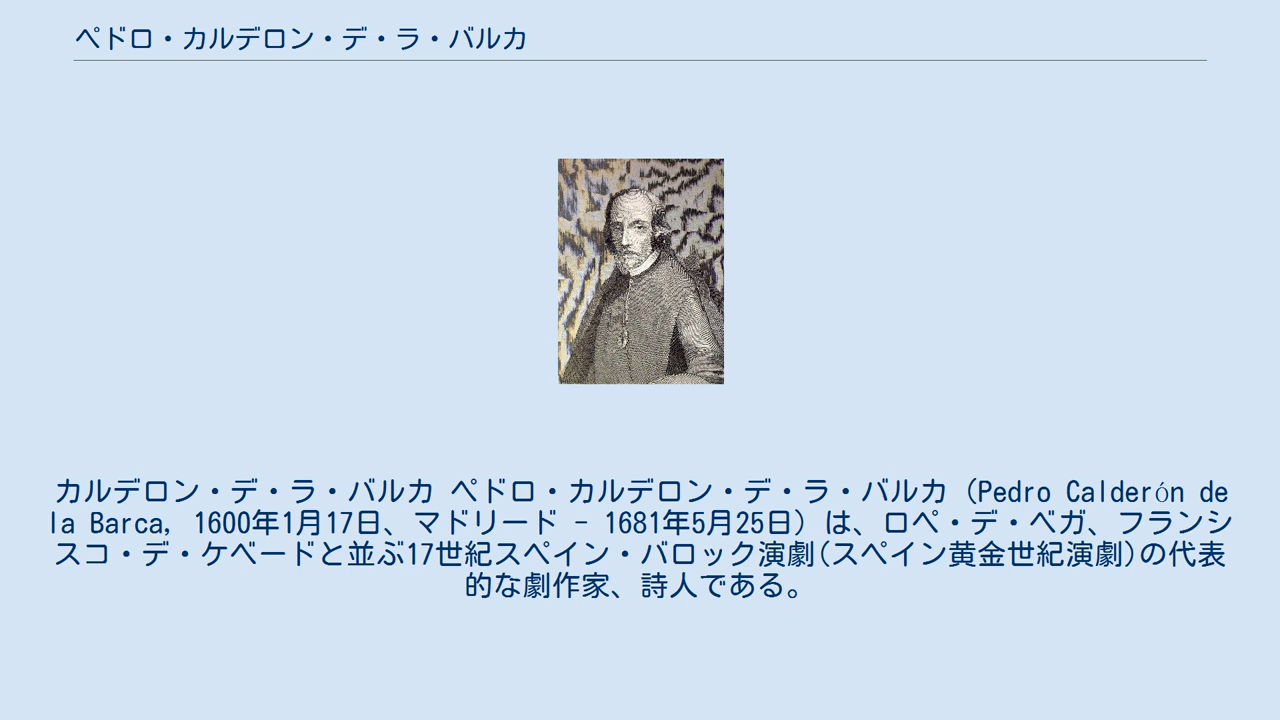 ペドロ・カルデロン・デ・ラ・バルカ
カルデロン・デ・ラ・バルカ ペドロ・カルデロン・デ・ラ・バルカ（Pedro Calderón de
la Barca, 1600年1月17日、マドリード - 1681年5月25日）は、ロペ・デ・ベガ、フランシ
スコ・デ・ケベードと並ぶ17世紀スペイン・バロック演劇(スペイン黄金世紀演劇)の代表
的な劇作家、詩人である。